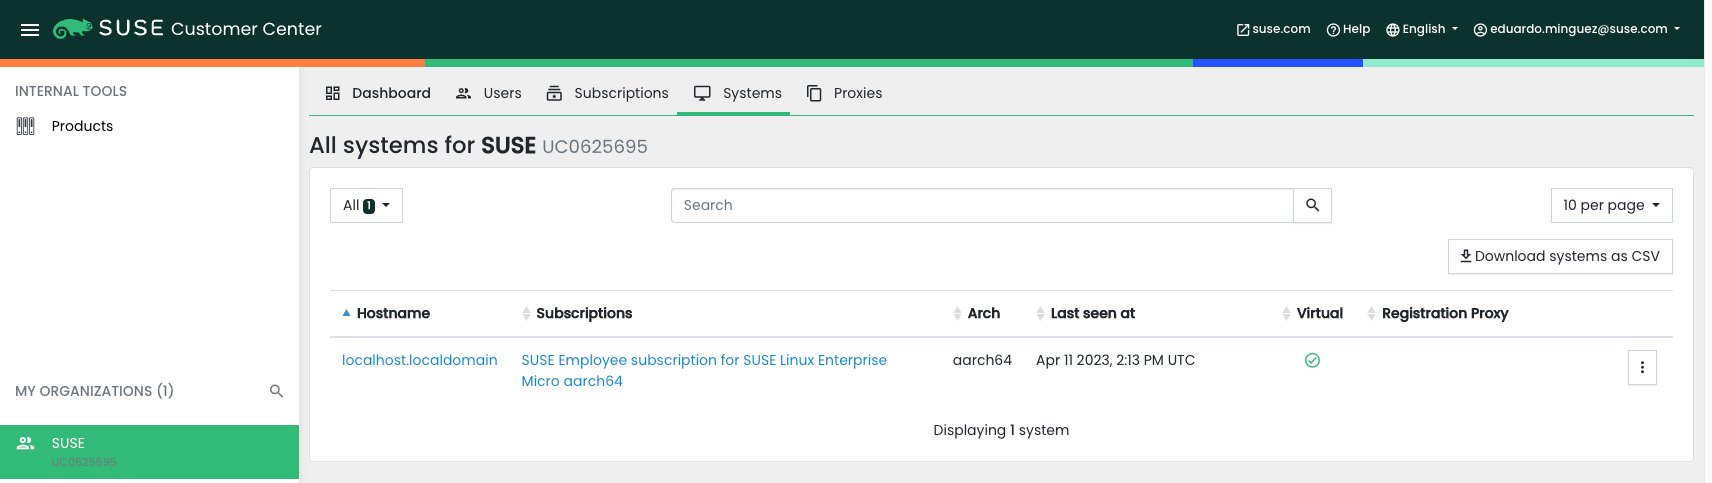 SUSE Customer Center
suse.com Help English eduardo.minguez@suse.com
INTERNAL TOOLS
Products
MY ORGANIZATIONS (1)
SUSE
UC0625695
Dashboard Users Subscriptions Systems Proxies
All systems for SUSE UC0625695
All 1 Search 10 per page
Download systems as CSV
Hostname Subscriptions Arch Last seen at Virtual Registration Proxy
localhost.localdomain SUSE Employee subscription for SUSE Linux Enterprise aarch64 Apr 11 2023, 2:13 PM UTC
Micro aarch64
Displaying 1 system